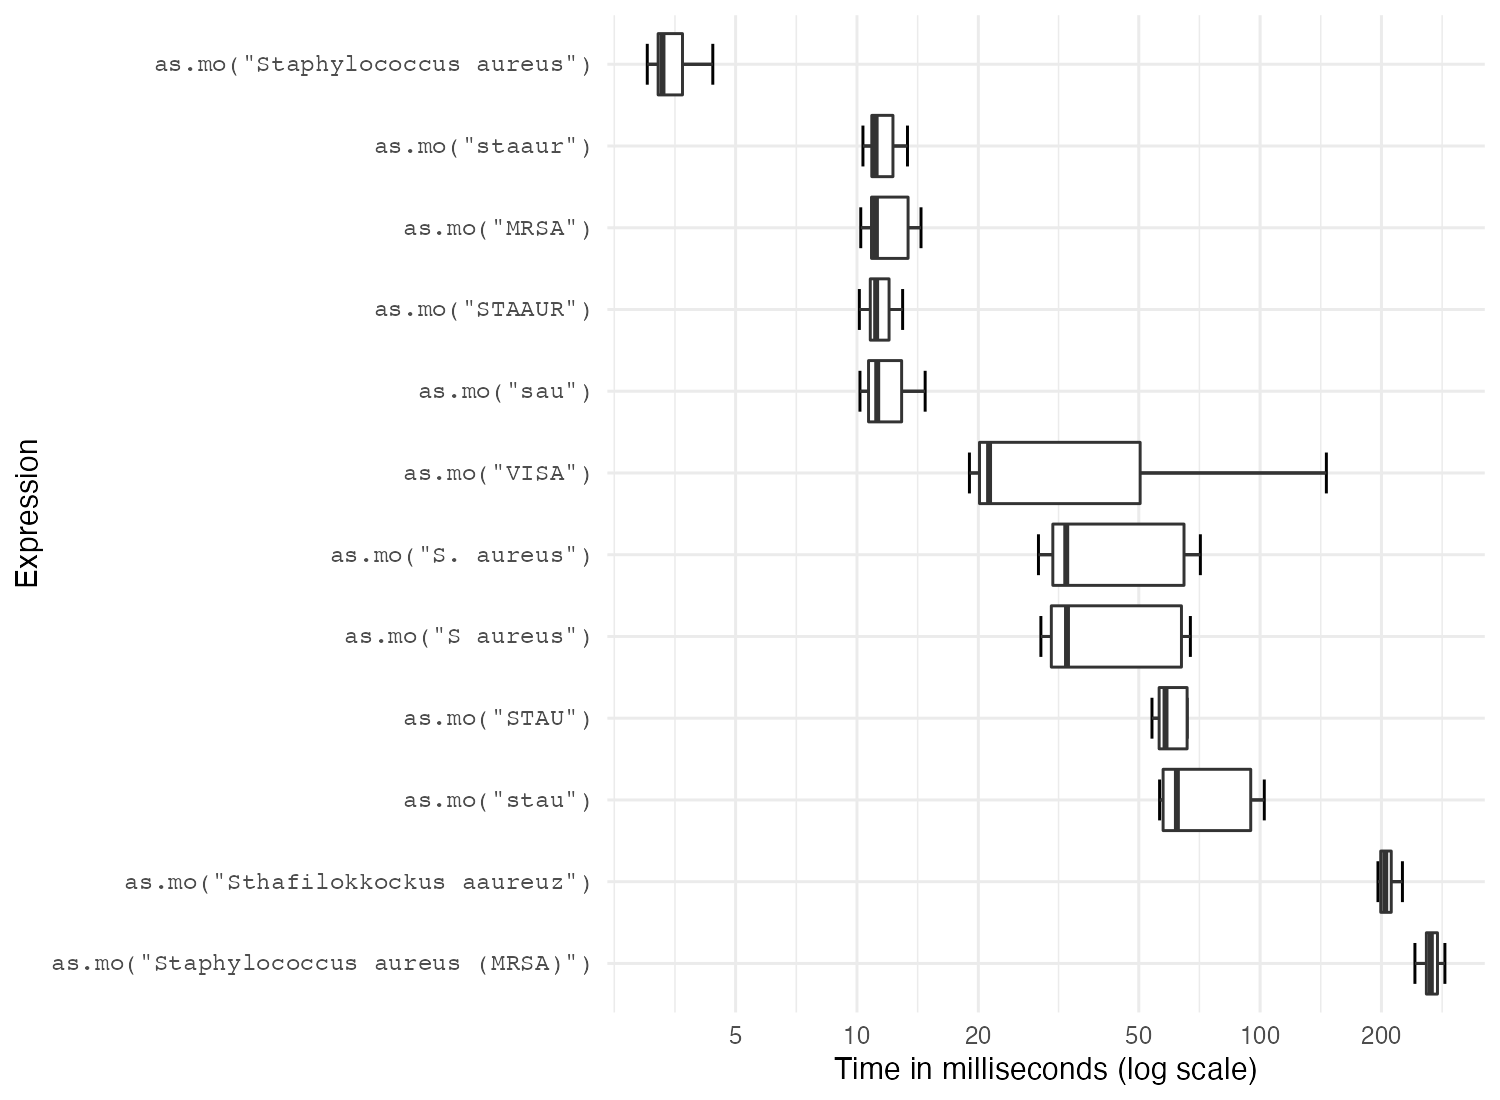 as.mo("Staphylococcus aureus")
as.mo("staaur")
as.mo("MRSA")
as.mo("STAAUR")
as.mo("sau")
as.mo("VISA")
as.mo("S. aureus")
as.mo("S aureus")
as.mo("STAU")
as.mo("stau")
as.mo("Sthafilokkockus aaureuz")
as.mo("Staphylococcus aureus (MRSA)")
Expression
5 10 20 50 100 200
Time in milliseconds (log scale)